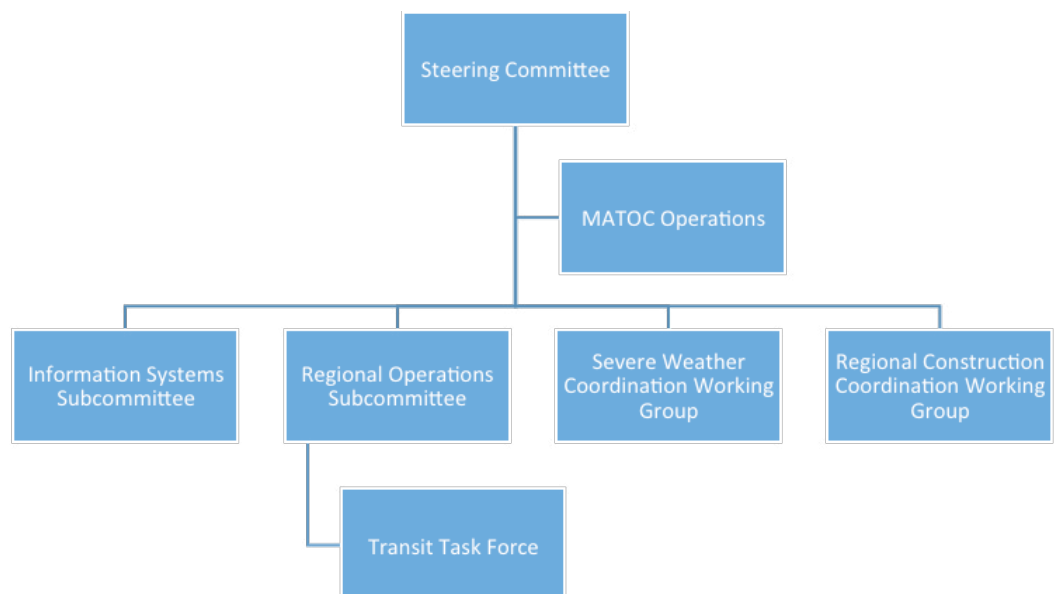 Steering Committee
MATOC Operations
Information Systems
Subcommittee
Regional Operations
Subcommittee
Severe Weather
Coordination Working
Group
Regional Construction
Coordination Working
Group
Transit Task Force